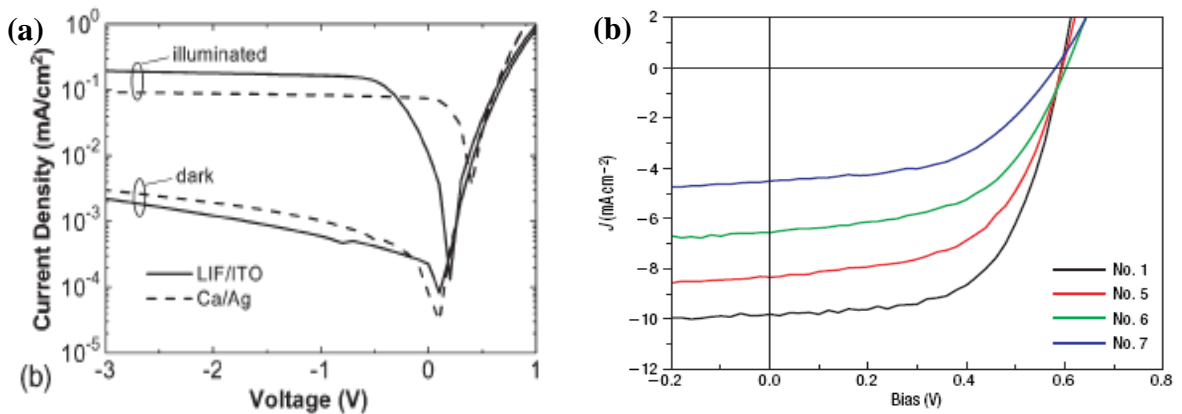 (a)
10^0
10^-1
10^-2
10^-3
10^-4
10^-5
Current Density (mA/cm^2)
illuminated
dark
LIF/ITO
Ca/Ag
-3
-2
-1
0
1
Voltage (V)
(b)
(b)
2
0
−2
−4
−6
−8
−10
−12
J (mA cm−2)
No. 1
No. 5
No. 6
No. 7
−0.2
0.0
0.2
0.4
0.6
0.8
Bias (V)